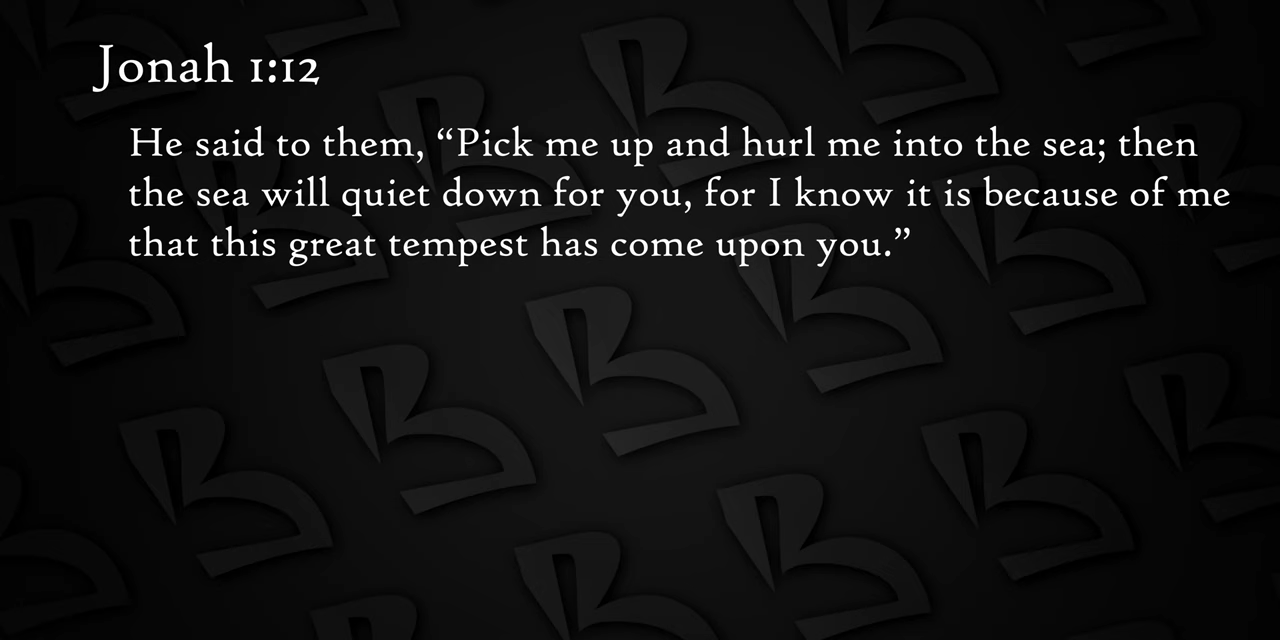 Jonah 1:12
He said to them, “Pick me up and hurl me into the sea; then
the sea will quiet down for you, for I know it is because of me
that this great tempest has come upon you.”